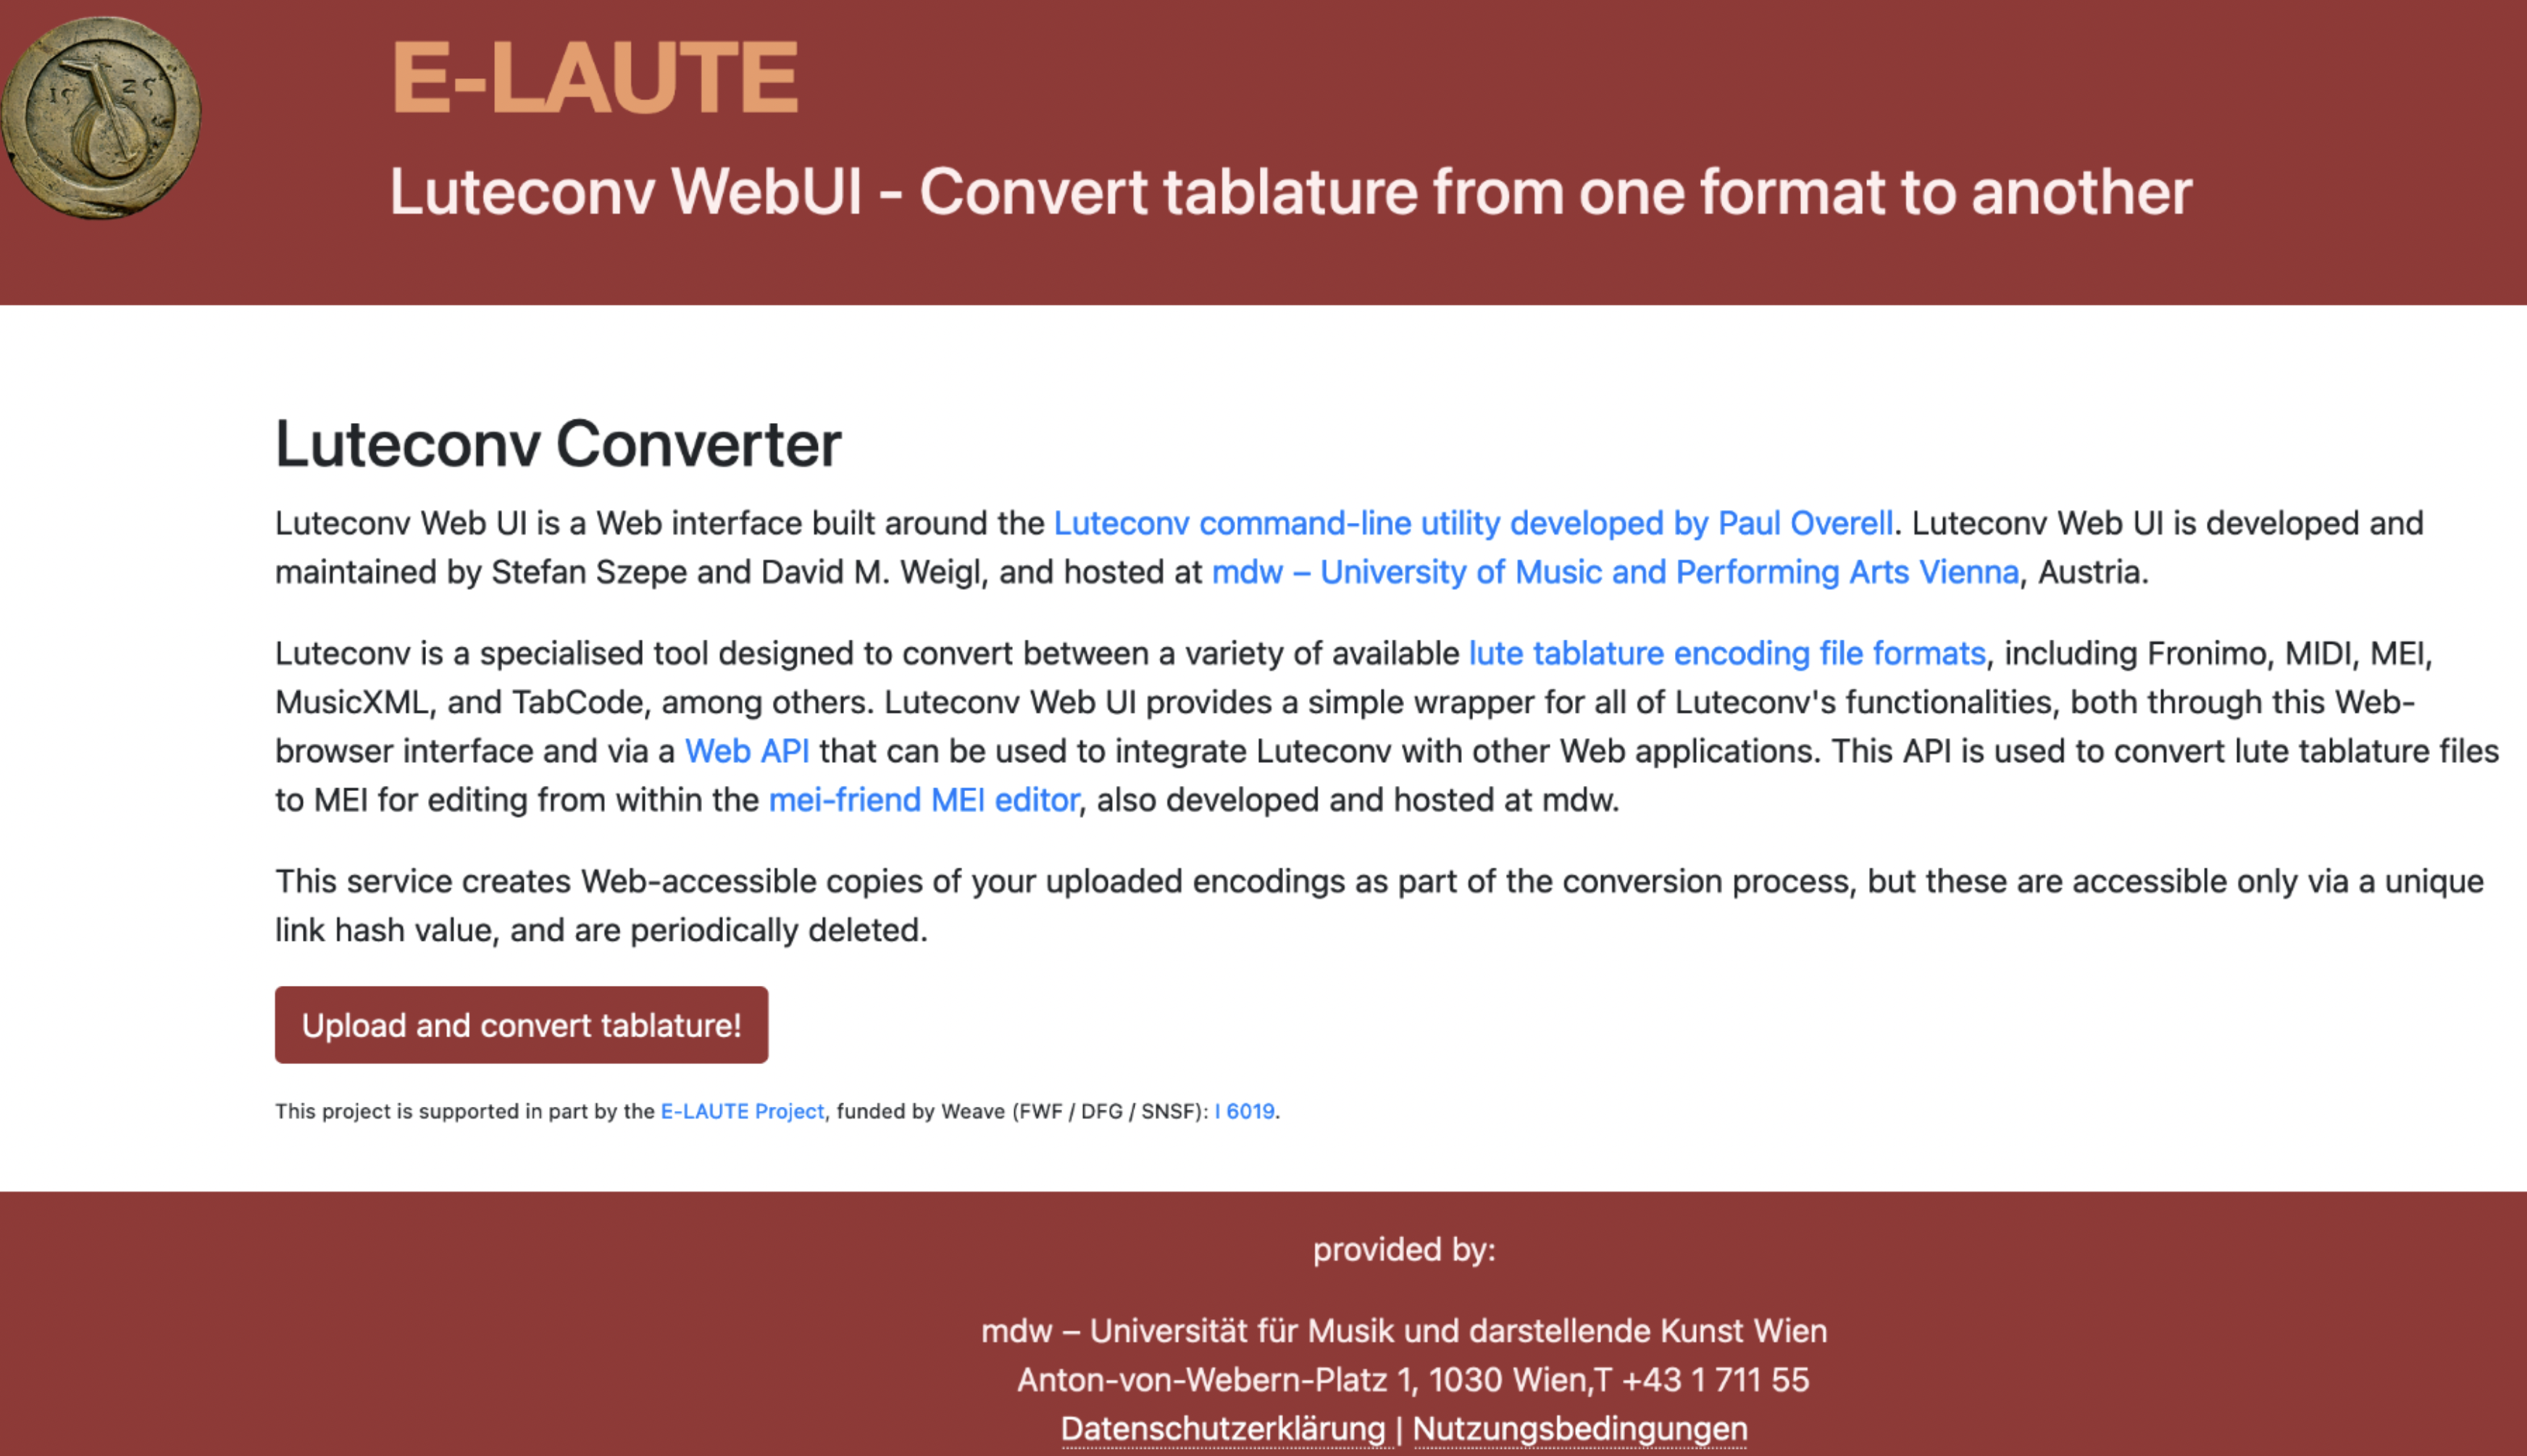 15 25
E-LAUTE
Luteconv WebUI - Convert tablature from one format to another
Luteconv Converter
Luteconv Web UI is a Web interface built around the Luteconv command-line utility developed by Paul Overell. Luteconv Web UI is developed and
maintained by Stefan Szepe and David M. Weigl, and hosted at mdw – University of Music and Performing Arts Vienna, Austria.
Luteconv is a specialised tool designed to convert between a variety of available lute tablature encoding file formats, including Fronimo, MIDI, MEI,
MusicXML, and TabCode, among others. Luteconv Web UI provides a simple wrapper for all of Luteconv's functionalities, both through this Web-
browser interface and via a Web API that can be used to integrate Luteconv with other Web applications. This API is used to convert lute tablature files
to MEI for editing from within the mei-friend MEI editor, also developed and hosted at mdw.
This service creates Web-accessible copies of your uploaded encodings as part of the conversion process, but these are accessible only via a unique
link hash value, and are periodically deleted.
Upload and convert tablature!
This project is supported in part by the E-LAUTE Project, funded by Weave (FWF / DFG / SNSF): I 6019.
provided by:
mdw – Universität für Musik und darstellende Kunst Wien
Anton-von-Webern-Platz 1, 1030 Wien,T +43 1 711 55
Datenschutzerklärung | Nutzungsbedingungen